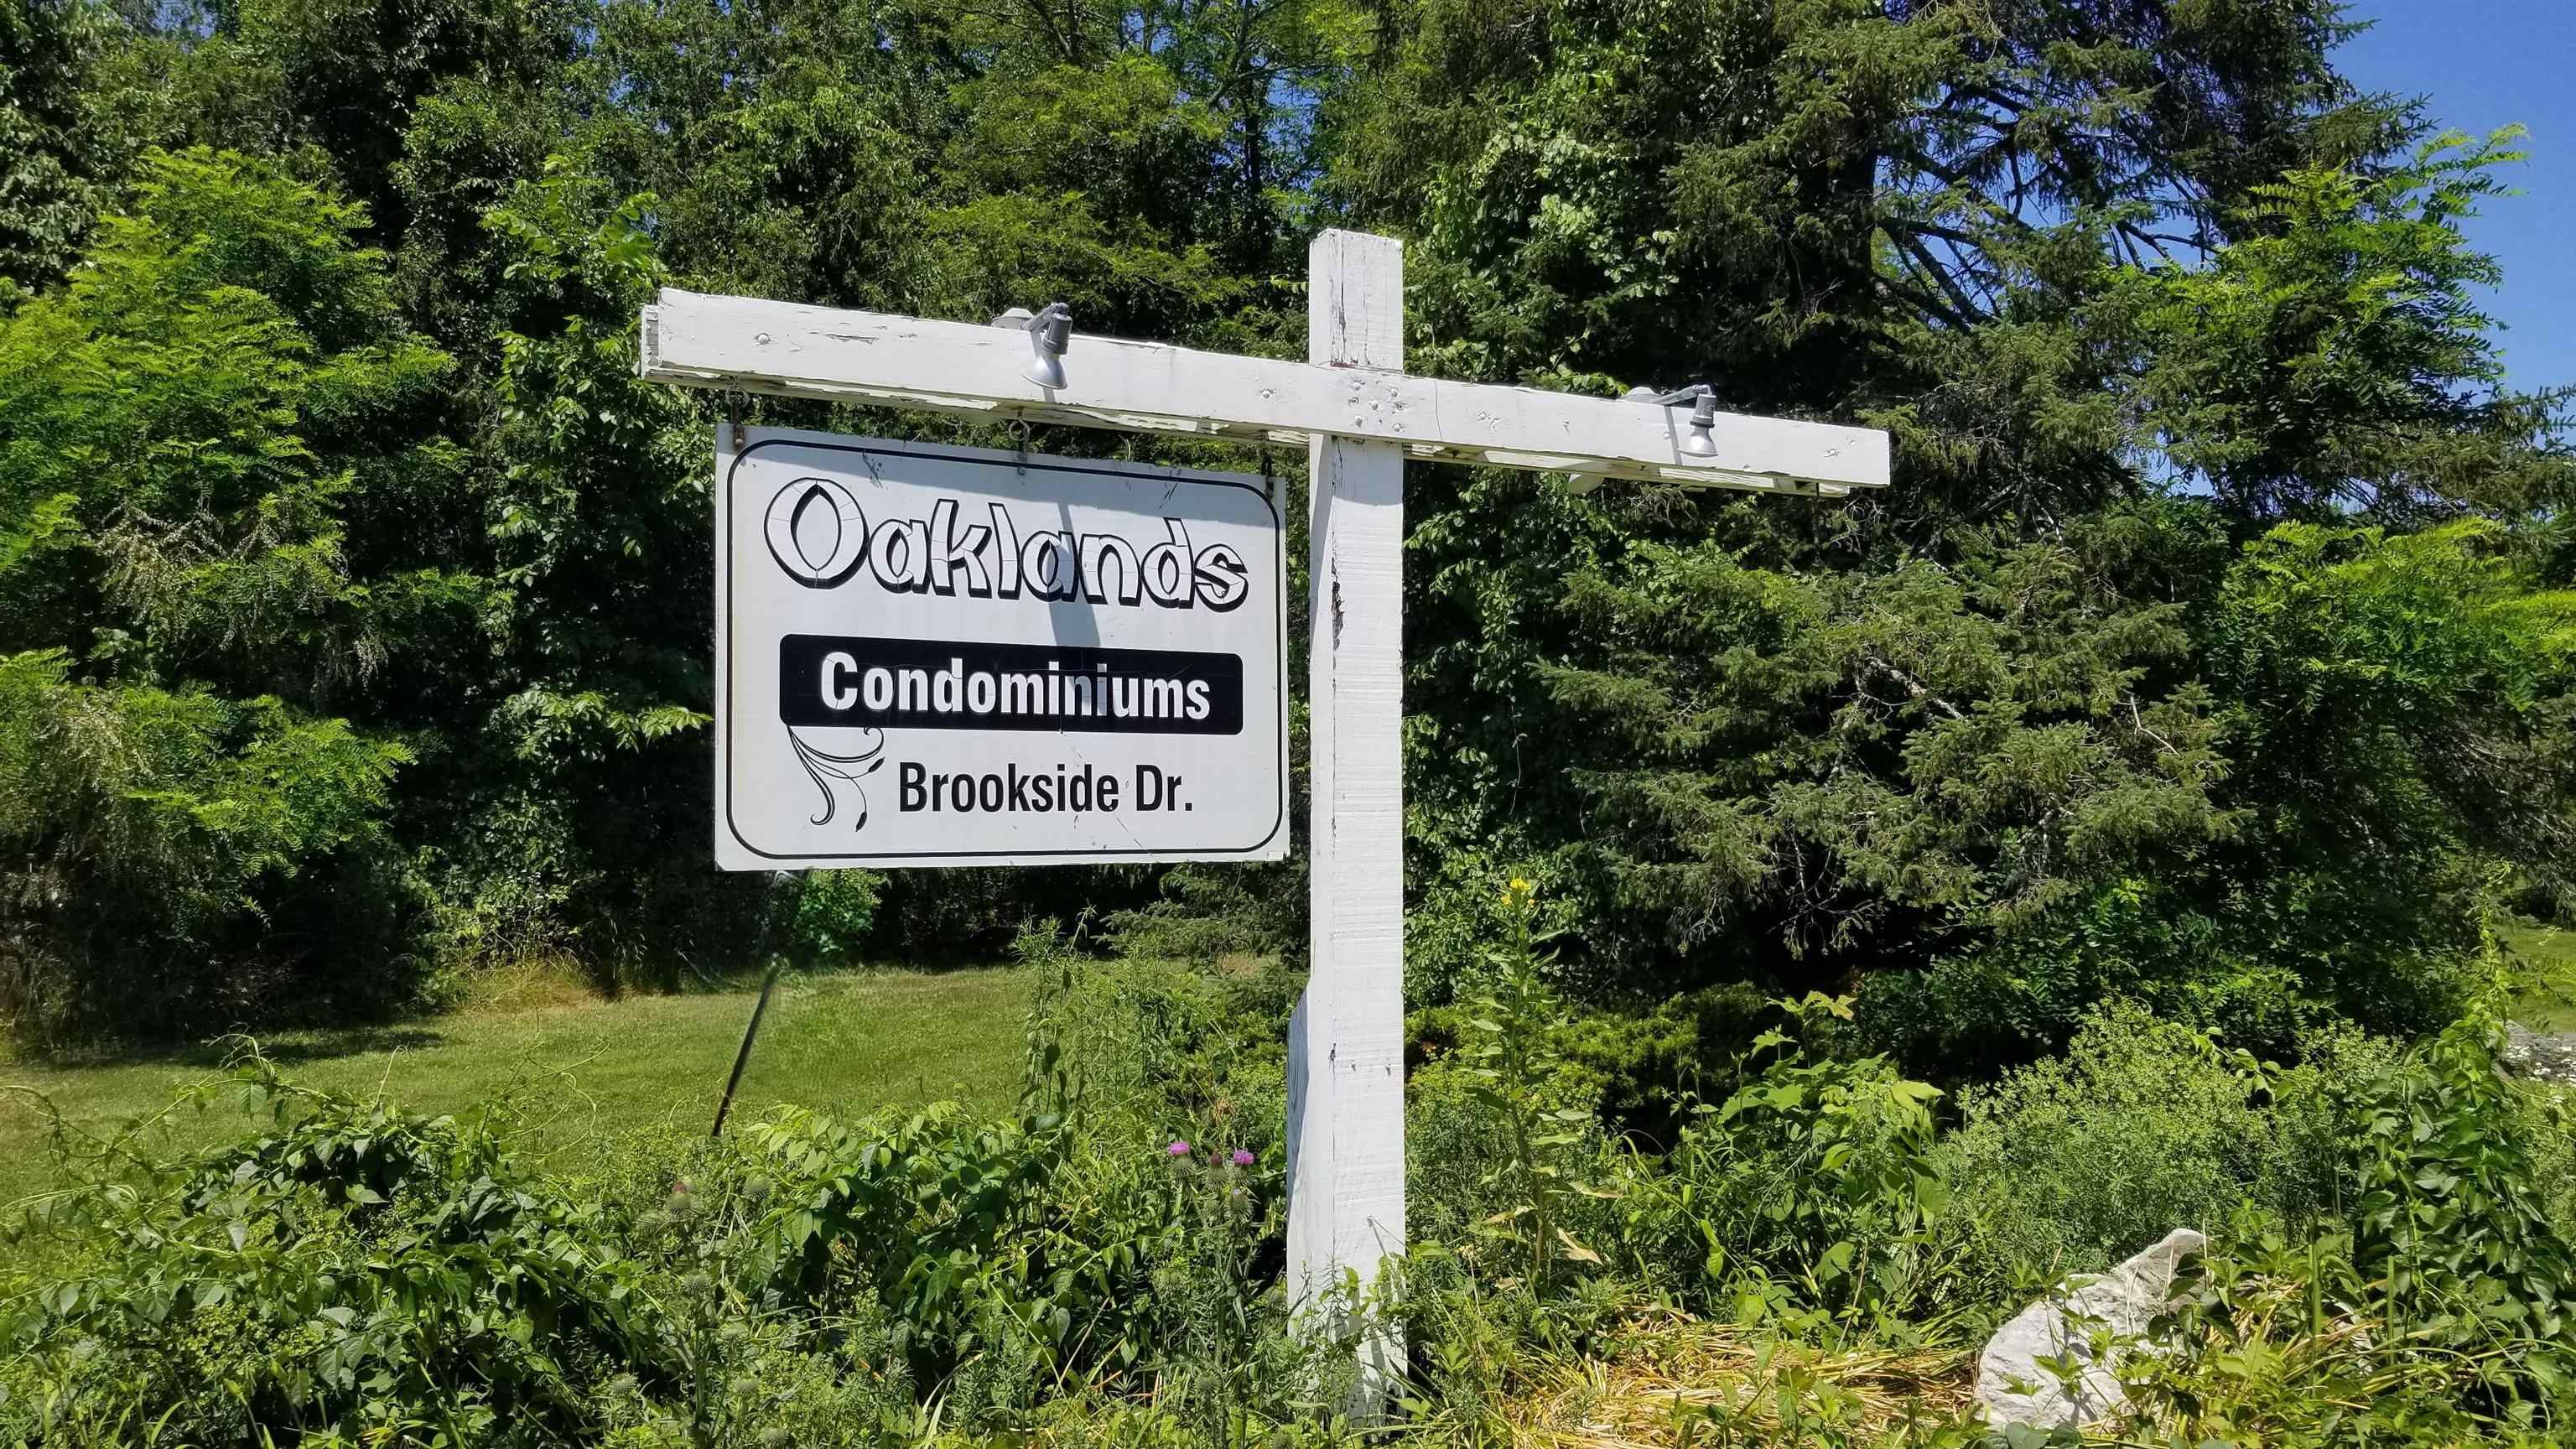 Oaklands
Condominiums
Brookside Dr.